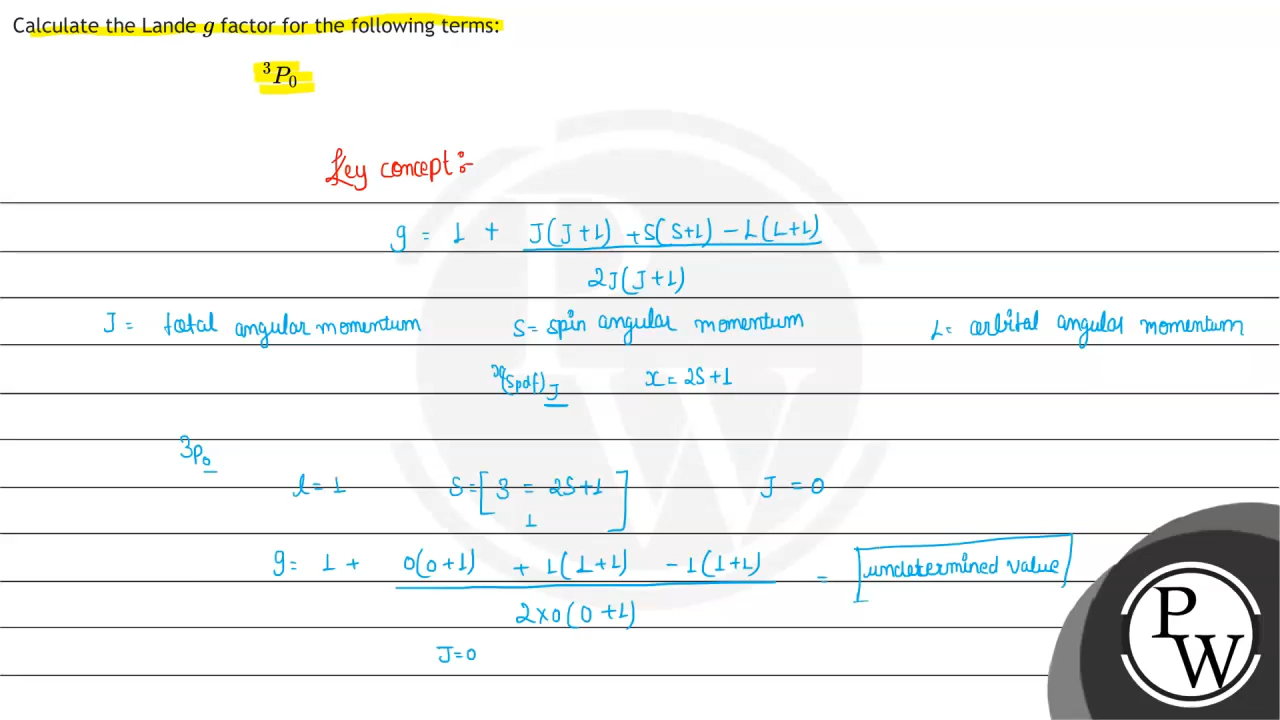 Calculate the Lande g factor for the following terms:
³P₀
Key concept :-
g = 1 + J(J+1) + S(S+1) - L(L+1)
2J(J+1)
J = total angular momentum S = spin angular momentum L = orbital angular momentum
x(Spdf)J x = 2S+1
3P0
l = 1 S = [3 = 2S+1 J = 0
1]
g = 1 + 0(0+1) + 1(1+1) - 1(1+1) = undetermined value
2×0(0+1)
J=0
P
W